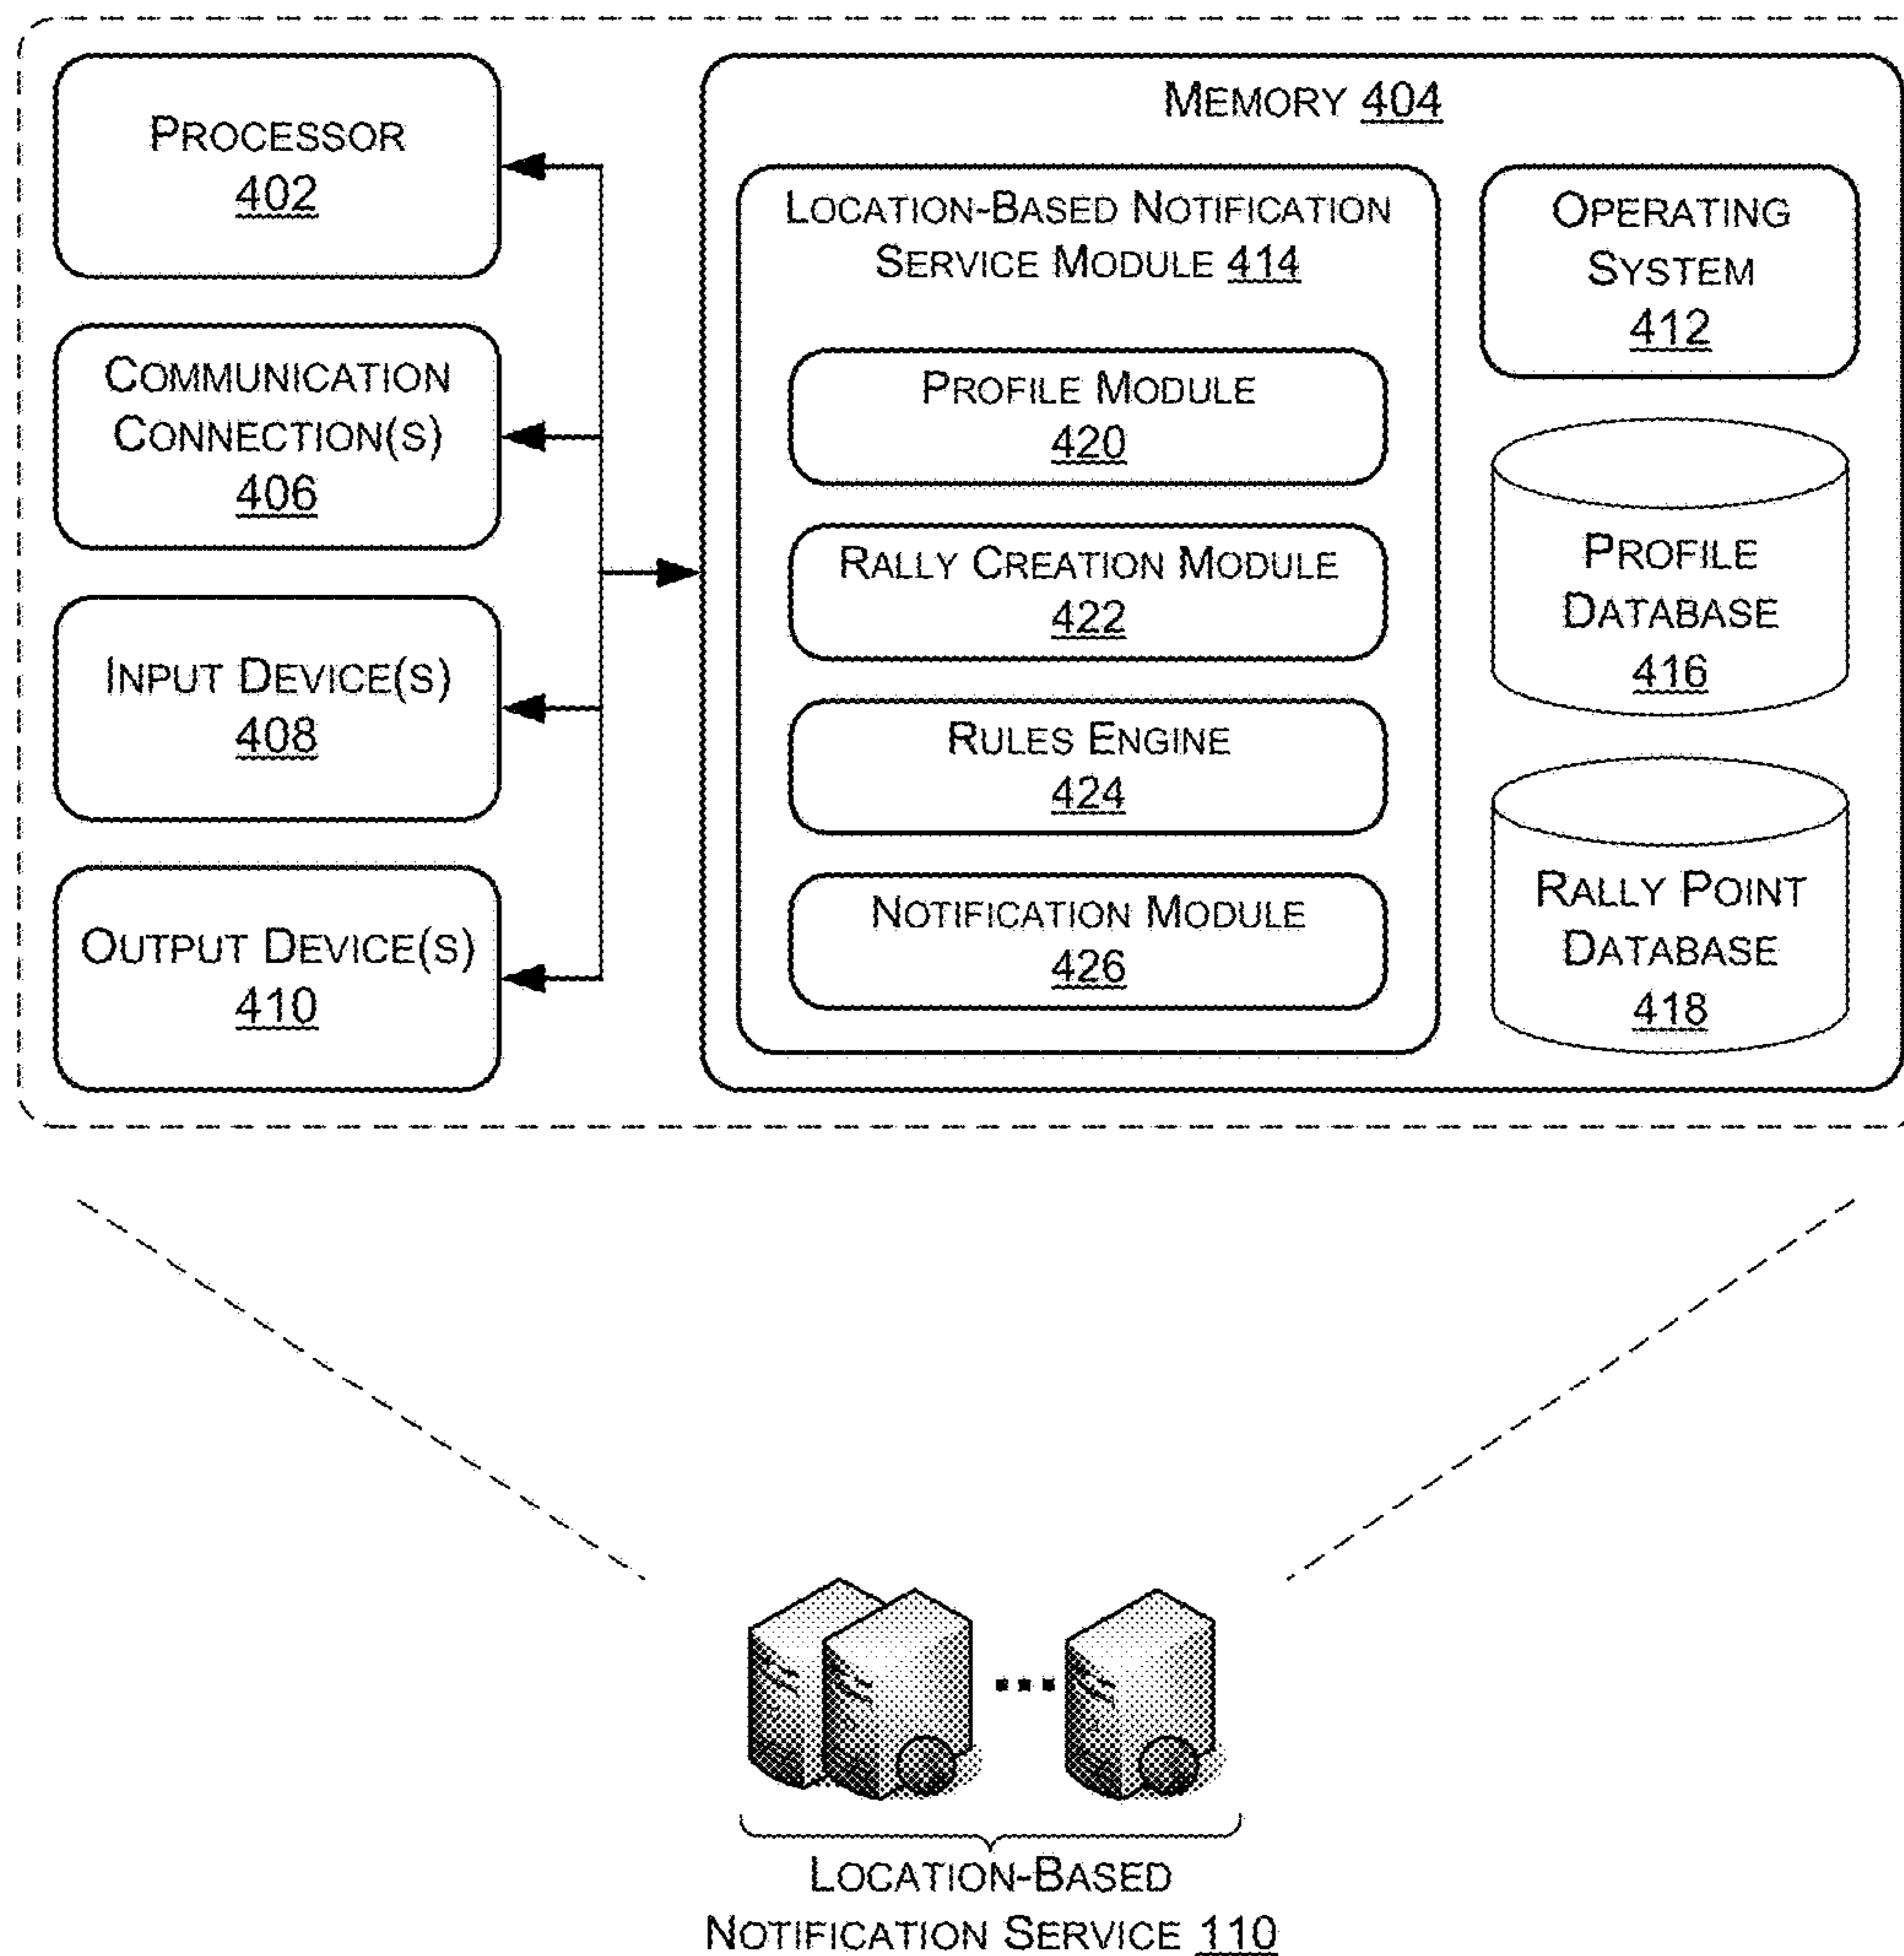 PROCESSOR
402
COMMUNICATION
CONNECTION(S)
406
INPUT DEVICE(S)
408
OUTPUT DEVICE(S)
410
MEMORY 404
LOCATION-BASED NOTIFICATION
SERVICE MODULE 414
PROFILE MODULE
420
RALLY CREATION MODULE
422
RULES ENGINE
424
NOTIFICATION MODULE
426
OPERATING
SYSTEM
412
PROFILE
DATABASE
416
RALLY POINT
DATABASE
418
LOCATION-BASED
NOTIFICATION SERVICE 110